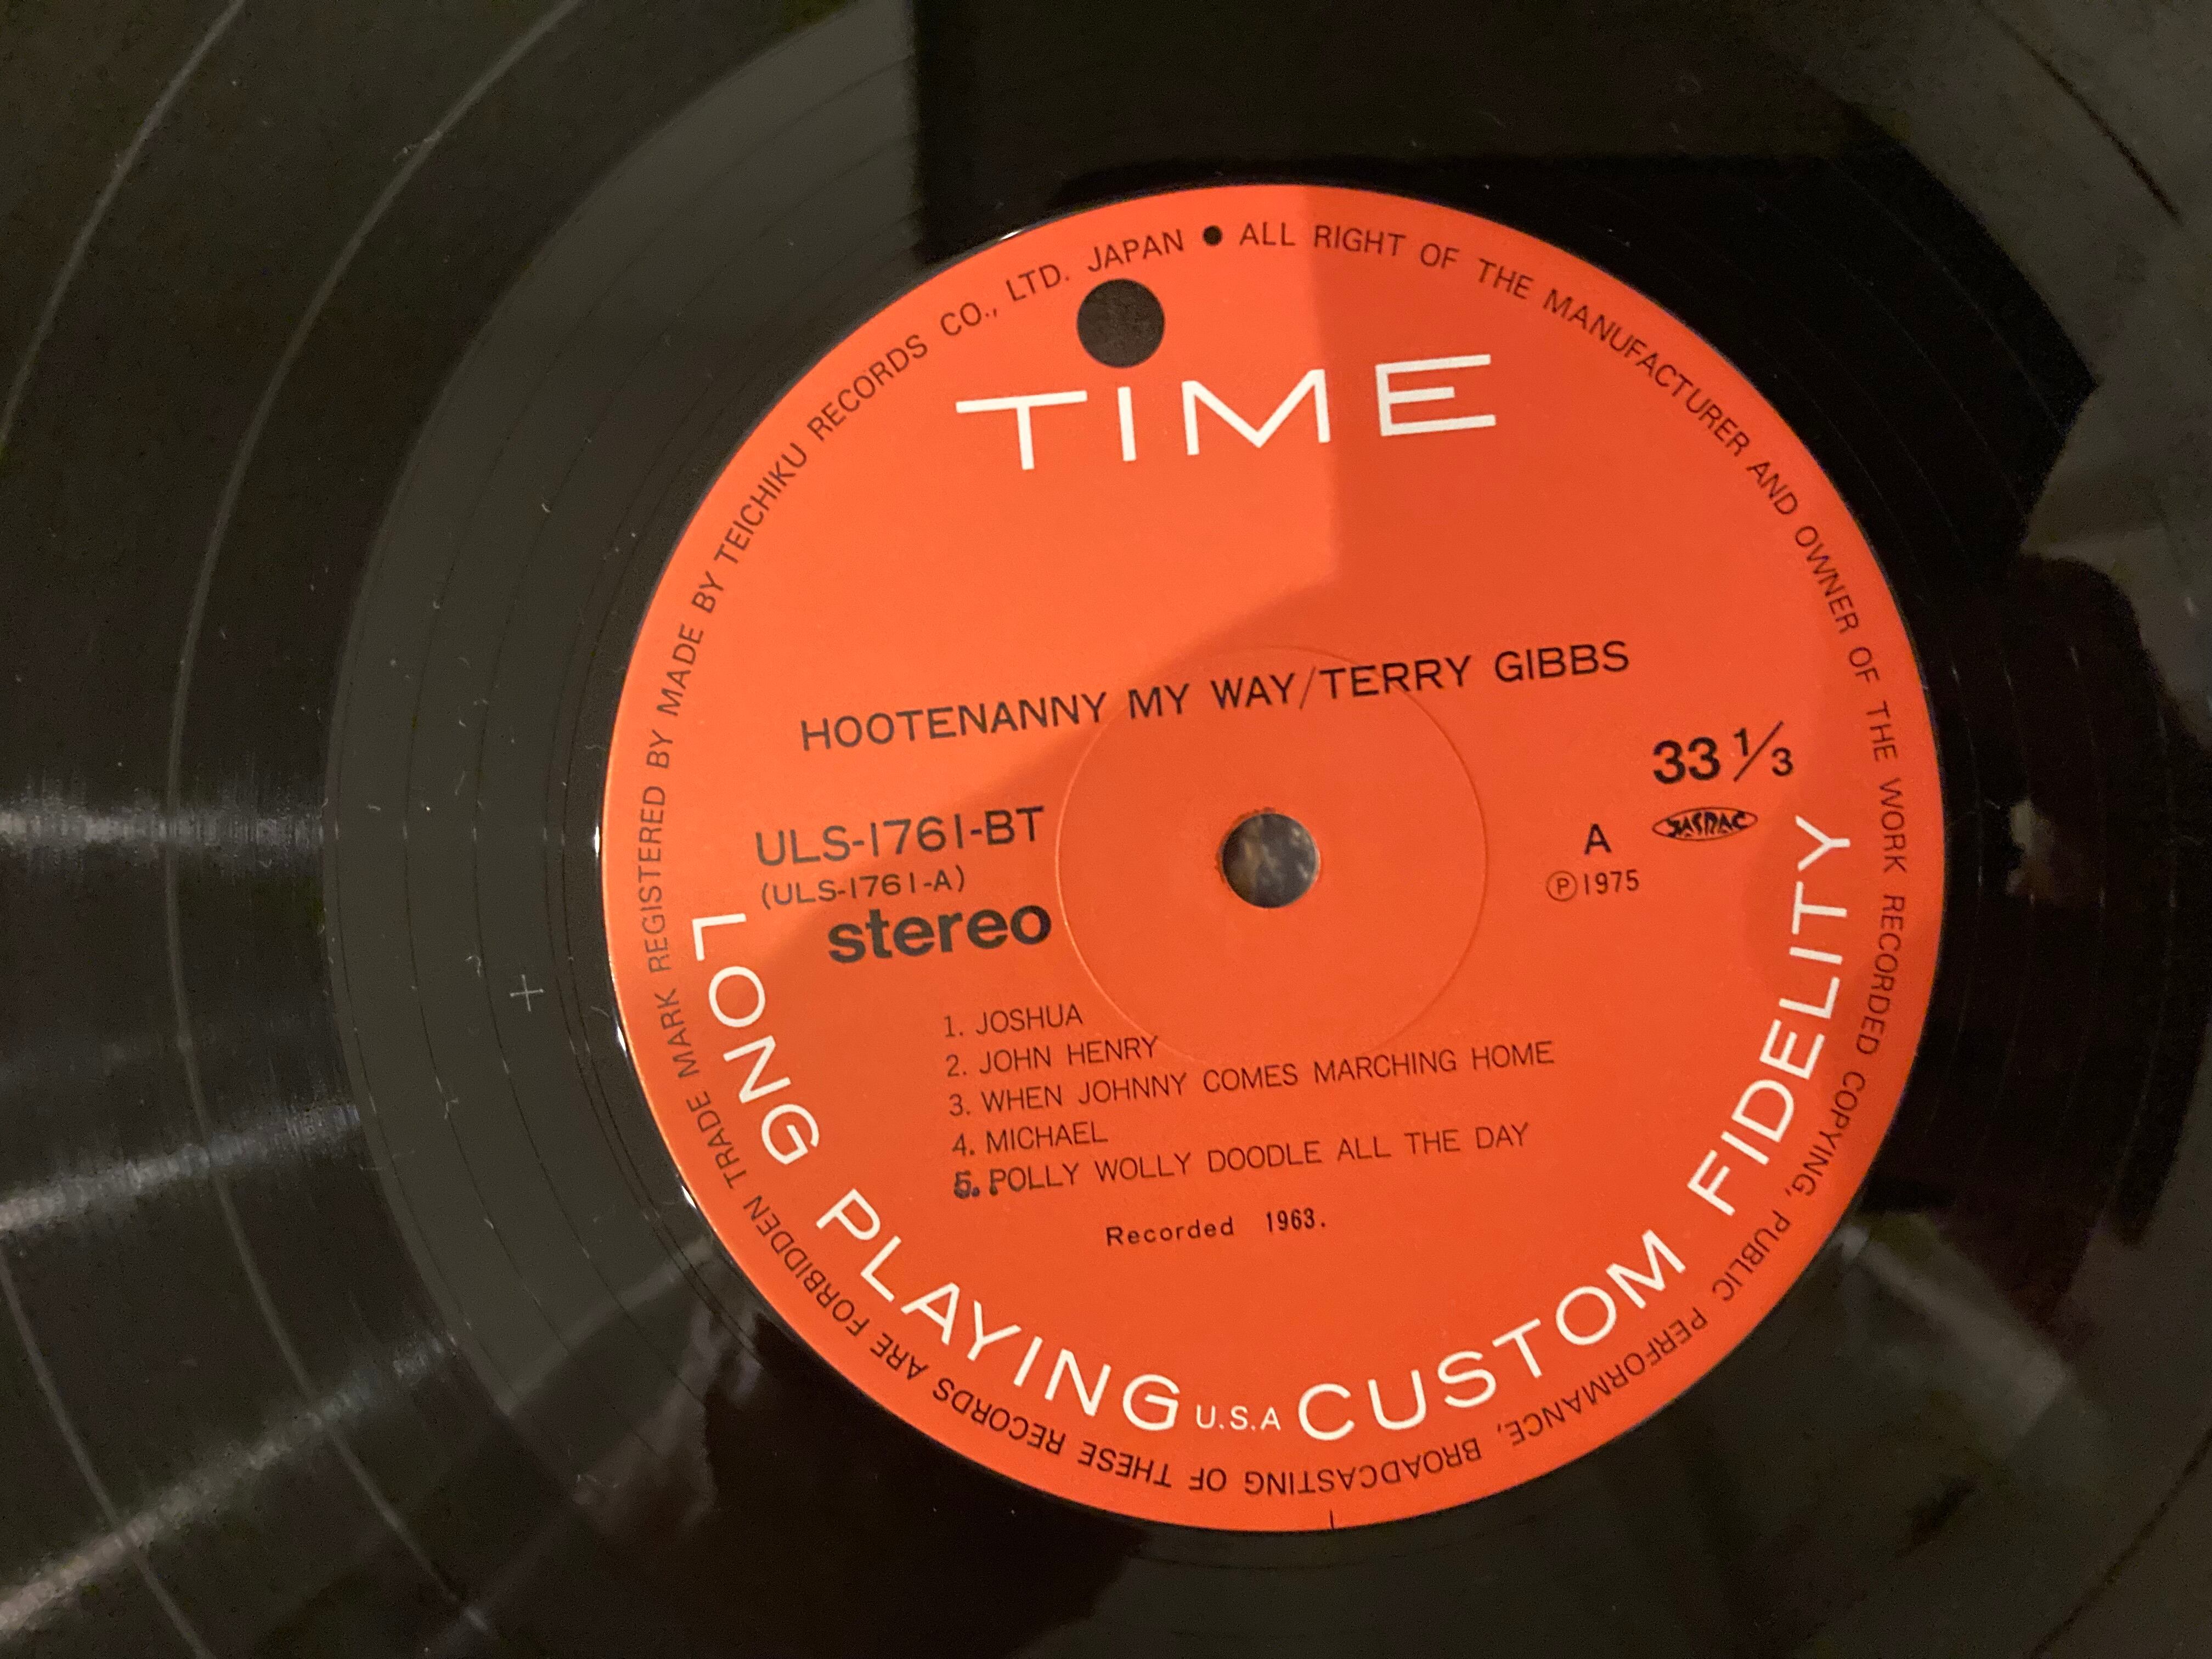 TRADE MARK REGISTERED BY MADE BY TEICHIKU RECORDS CO., LTD. JAPAN ● ALL RIGHT OF THE MANUFACTURER AND OWNER OF THE WORK RECORDED COPYING, PUBLIC PERFORMANCE, BROADCASTING OF THESE RECORDS ARE FORBIDDEN
TIME
HOOTENANNY MY WAY/TERRY GIBBS
33 1/3
ULS-1761-BT
(ULS-1761-A)
stereo
A
JASRAC
Ⓟ1975
1. JOSHUA
2. JOHN HENRY
3. WHEN JOHNNY COMES MARCHING HOME
4. MICHAEL
5. POLLY WOLLY DOODLE ALL THE DAY
Recorded 1963.
LONG PLAYING U.S.A CUSTOM FIDELITY